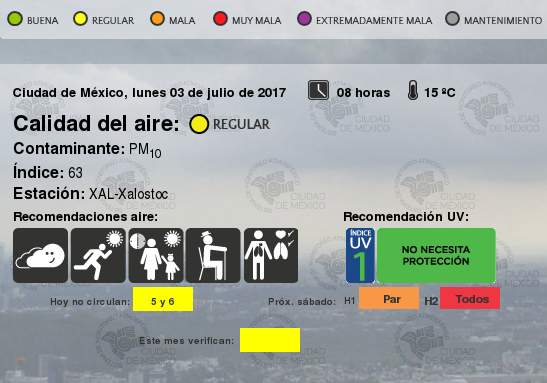 BUENA REGULAR MALA MUY MALA EXTREMADAMENTE MALA MANTENIMIENTO
Ciudad de México, lunes 03 de julio de 2017 08 horas 15 ºC
Calidad del aire: REGULAR
Contaminante: PM10
Índice: 63
Estación: XAL-Xalostoc
Recomendaciones aire: Recomendación UV:
ÍNDICE UV 1 NO NECESITA PROTECCIÓN
Hoy no circulan: 5 y 6 Próx. sábado: H1 Par H2 Todos
Este mes verifican:
CIUDAD DE MÉXICO